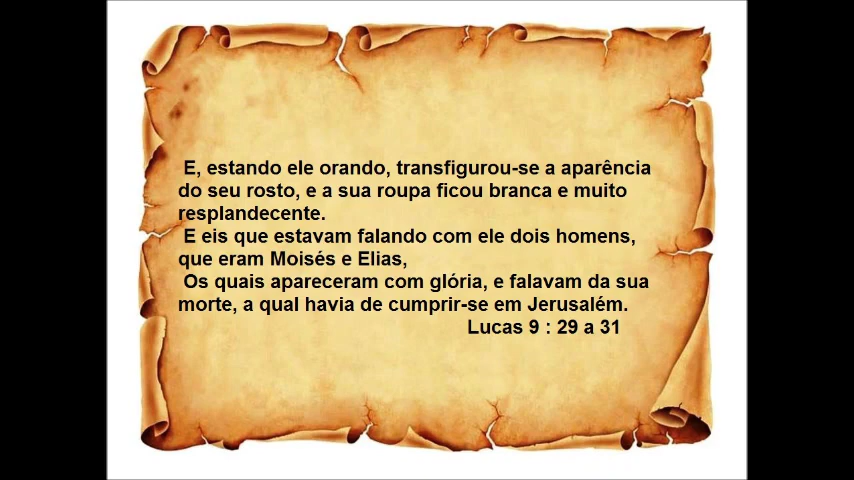 E, estando ele orando, transfigurou-se a aparência
do seu rosto, e a sua roupa ficou branca e muito
resplandecente.
E eis que estavam falando com ele dois homens,
que eram Moisés e Elias,
Os quais apareceram com glória, e falavam da sua
morte, a qual havia de cumprir-se em Jerusalém.
Lucas 9 : 29 a 31